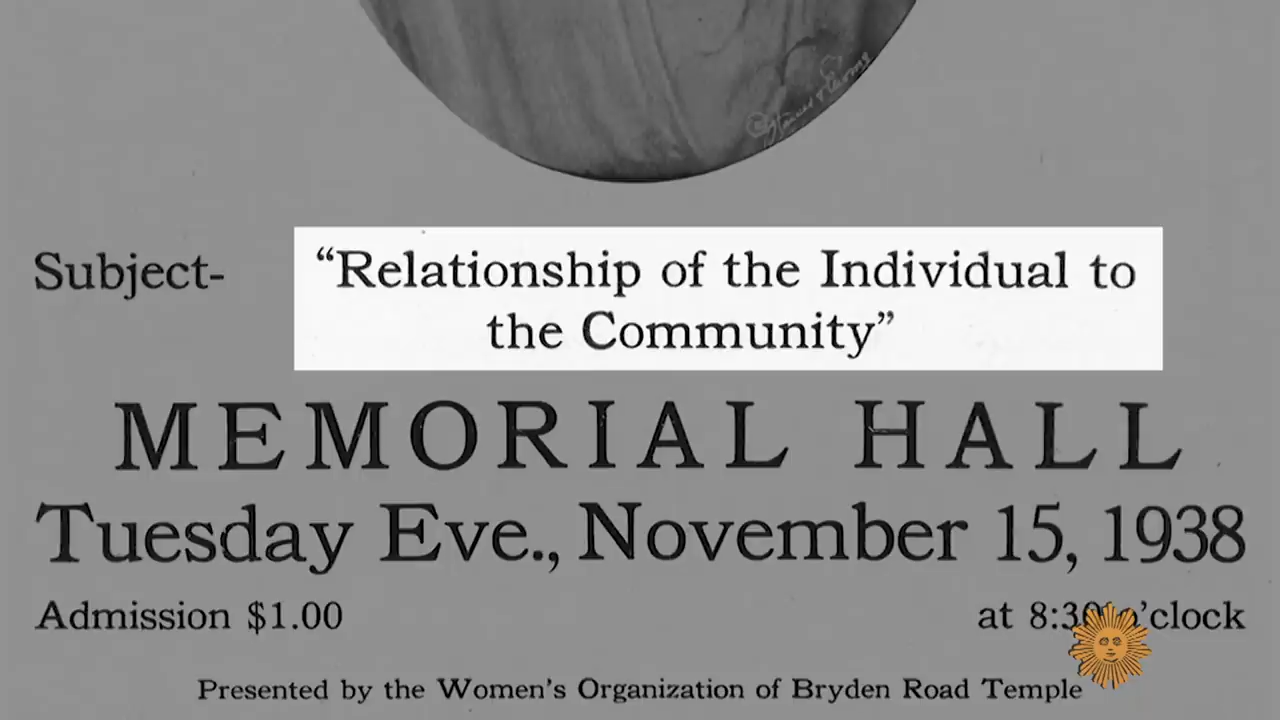 Subject- “Relationship of the Individual to
the Community”
MEMORIAL HALL
Tuesday Eve., November 15, 1938
Admission $1.00 at 8:30 o'clock
Presented by the Women's Organization of Bryden Road Temple